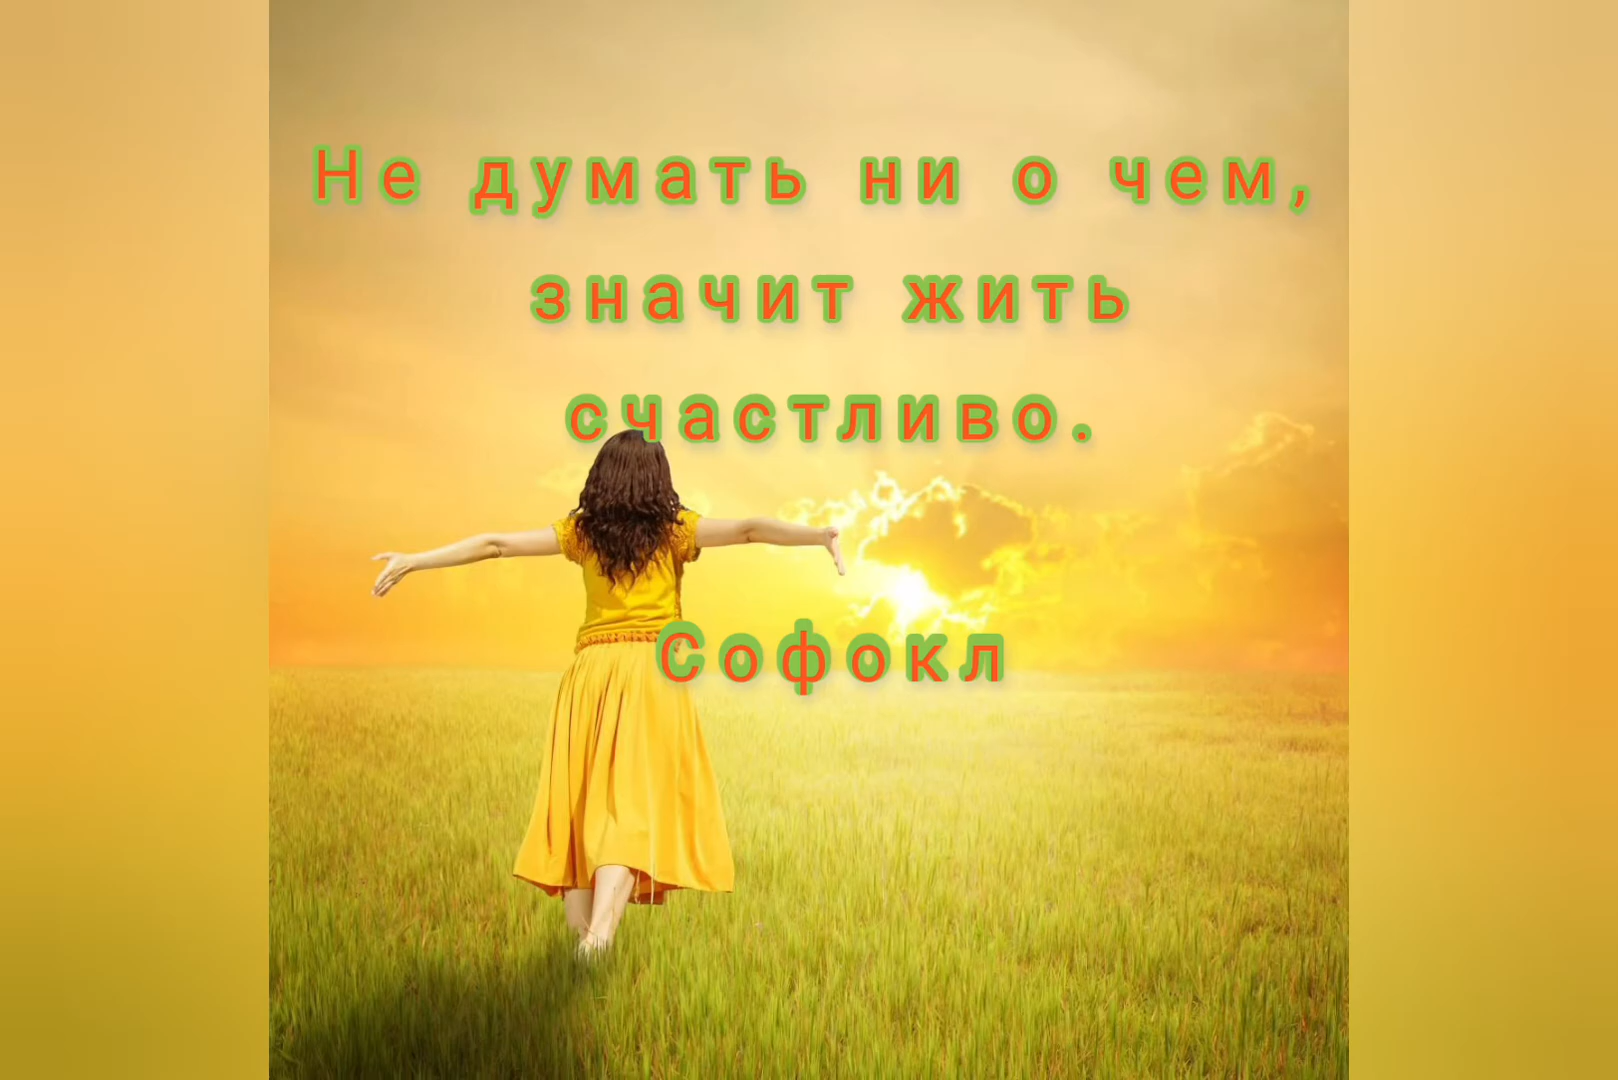 Не думать ни о чем,
значит жить
счастливо.
Софокл